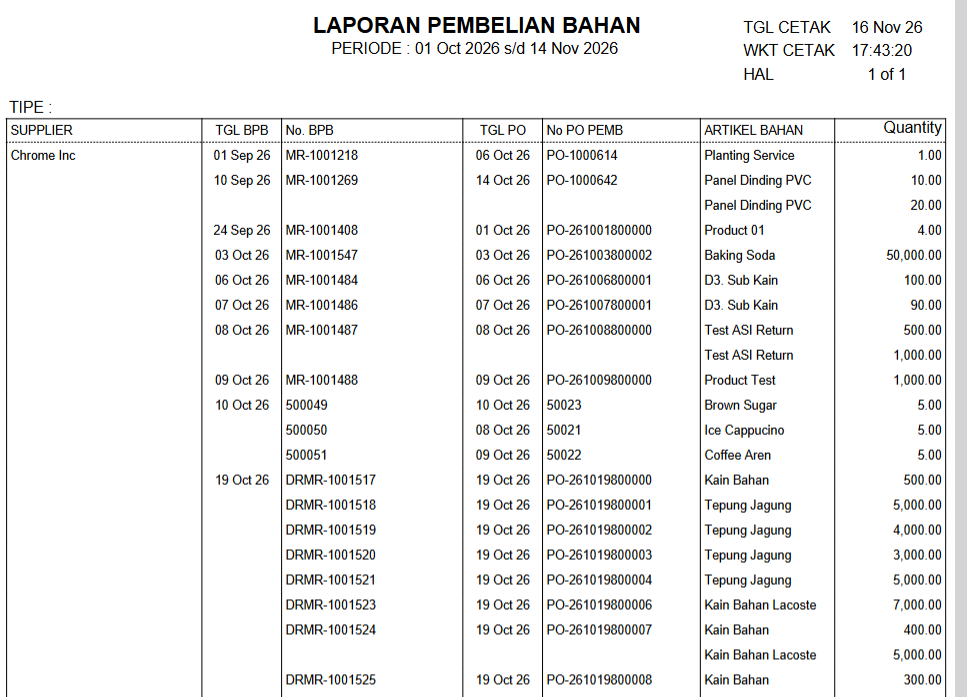 LAPORAN PEMBELIAN BAHAN
PERIODE : 01 Oct 2026 s/d 14 Nov 2026
TGL CETAK 16 Nov 26
WKT CETAK 17:43:20
HAL 1 of 1
TIPE :
SUPPLIER TGL BPB No. BPB TGL PO No PO PEMB ARTIKEL BAHAN Quantity
Chrome Inc 01 Sep 26 MR-1001218 06 Oct 26 PO-1000614 Planting Service 1.00
10 Sep 26 MR-1001269 14 Oct 26 PO-1000642 Panel Dinding PVC 10.00
Panel Dinding PVC 20.00
24 Sep 26 MR-1001408 01 Oct 26 PO-261001800000 Product 01 4.00
03 Oct 26 MR-1001547 03 Oct 26 PO-261003800002 Baking Soda 50,000.00
06 Oct 26 MR-1001484 06 Oct 26 PO-261006800001 D3. Sub Kain 100.00
07 Oct 26 MR-1001486 07 Oct 26 PO-261007800001 D3. Sub Kain 90.00
08 Oct 26 MR-1001487 08 Oct 26 PO-261008800000 Test ASI Return 500.00
Test ASI Return 1,000.00
09 Oct 26 MR-1001488 09 Oct 26 PO-261009800000 Product Test 1,000.00
10 Oct 26 500049 10 Oct 26 50023 Brown Sugar 5.00
500050 08 Oct 26 50021 Ice Cappucino 5.00
500051 09 Oct 26 50022 Coffee Aren 5.00
19 Oct 26 DRMR-1001517 19 Oct 26 PO-261019800000 Kain Bahan 500.00
DRMR-1001518 19 Oct 26 PO-261019800001 Tepung Jagung 5,000.00
DRMR-1001519 19 Oct 26 PO-261019800002 Tepung Jagung 4,000.00
DRMR-1001520 19 Oct 26 PO-261019800003 Tepung Jagung 3,000.00
DRMR-1001521 19 Oct 26 PO-261019800004 Tepung Jagung 5,000.00
DRMR-1001523 19 Oct 26 PO-261019800006 Kain Bahan Lacoste 7,000.00
DRMR-1001524 19 Oct 26 PO-261019800007 Kain Bahan 400.00
Kain Bahan Lacoste 5,000.00
DRMR-1001525 19 Oct 26 PO-261019800008 Kain Bahan 300.00